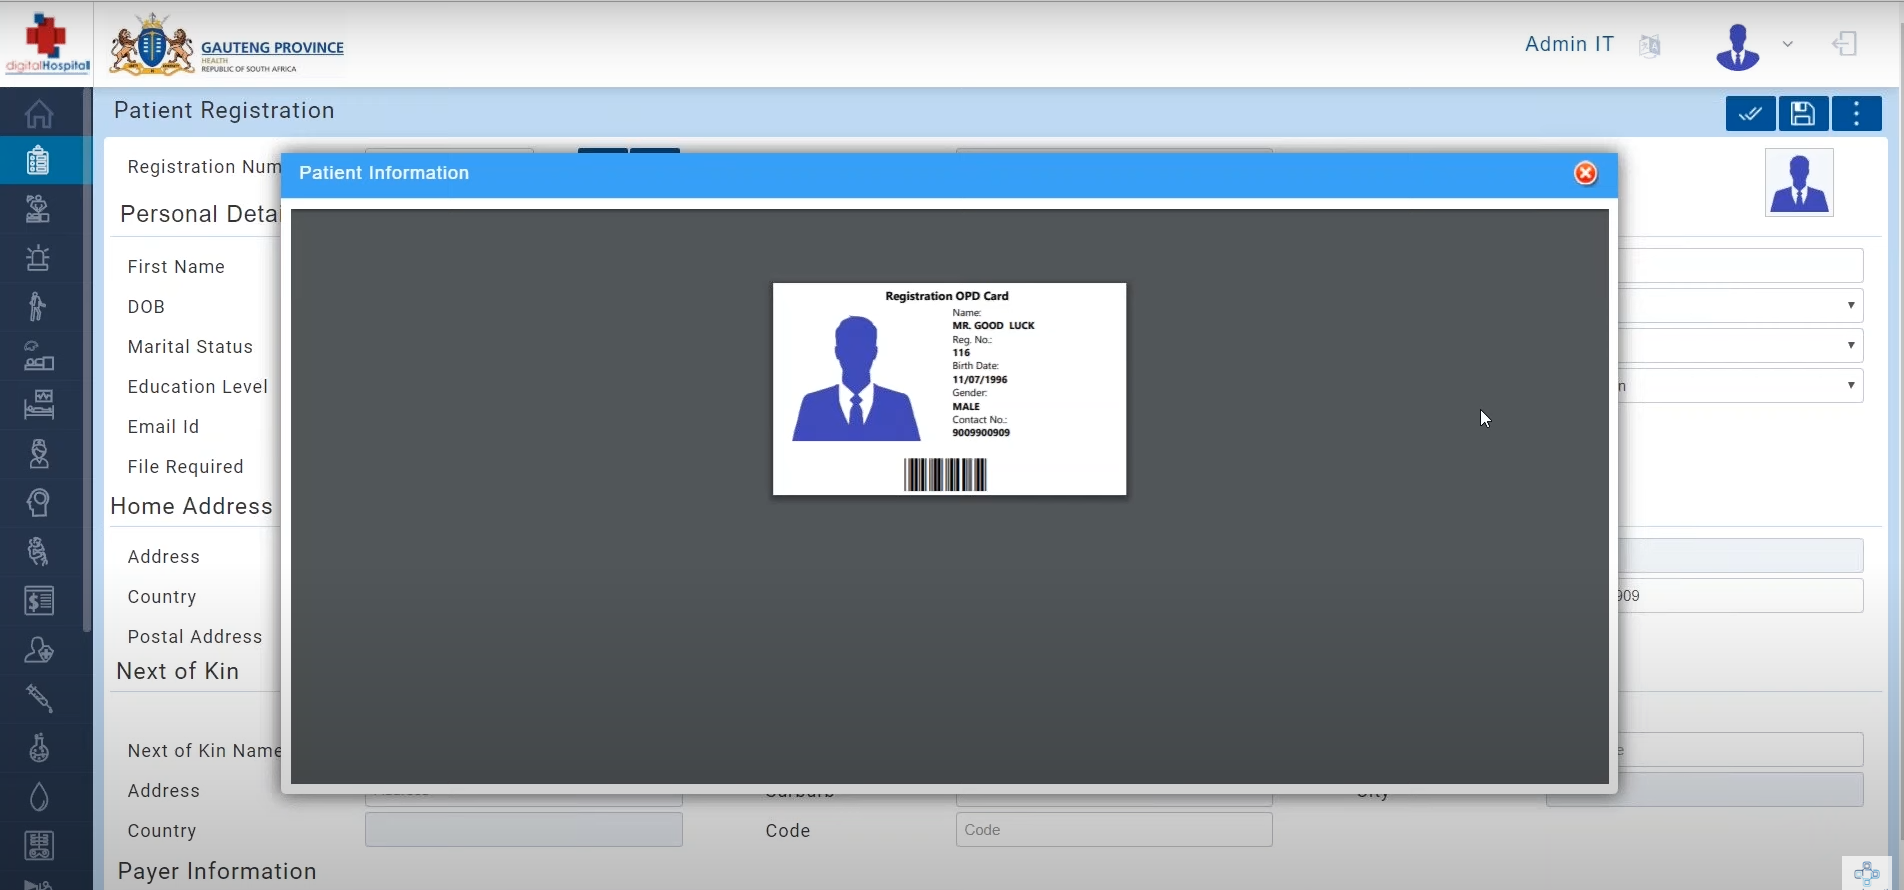 digitalHospital
GAUTENG PROVINCE
HEALTH
REPUBLIC OF SOUTH AFRICA
Admin IT
Patient Registration
Registration Num
Patient Information
Personal Detai
First Name
DOB
Marital Status
Education Level
Email Id
File Required
Home Address
Address
Country
909
Postal Address
Next of Kin
Next of Kin Name
Address
City
Country
Code
Code
Payer Information
Registration OPD Card
Name:
MR. GOOD LUCK
Reg. No.:
116
Birth Date:
11/07/1996
Gender:
MALE
Contact No.:
9009900909